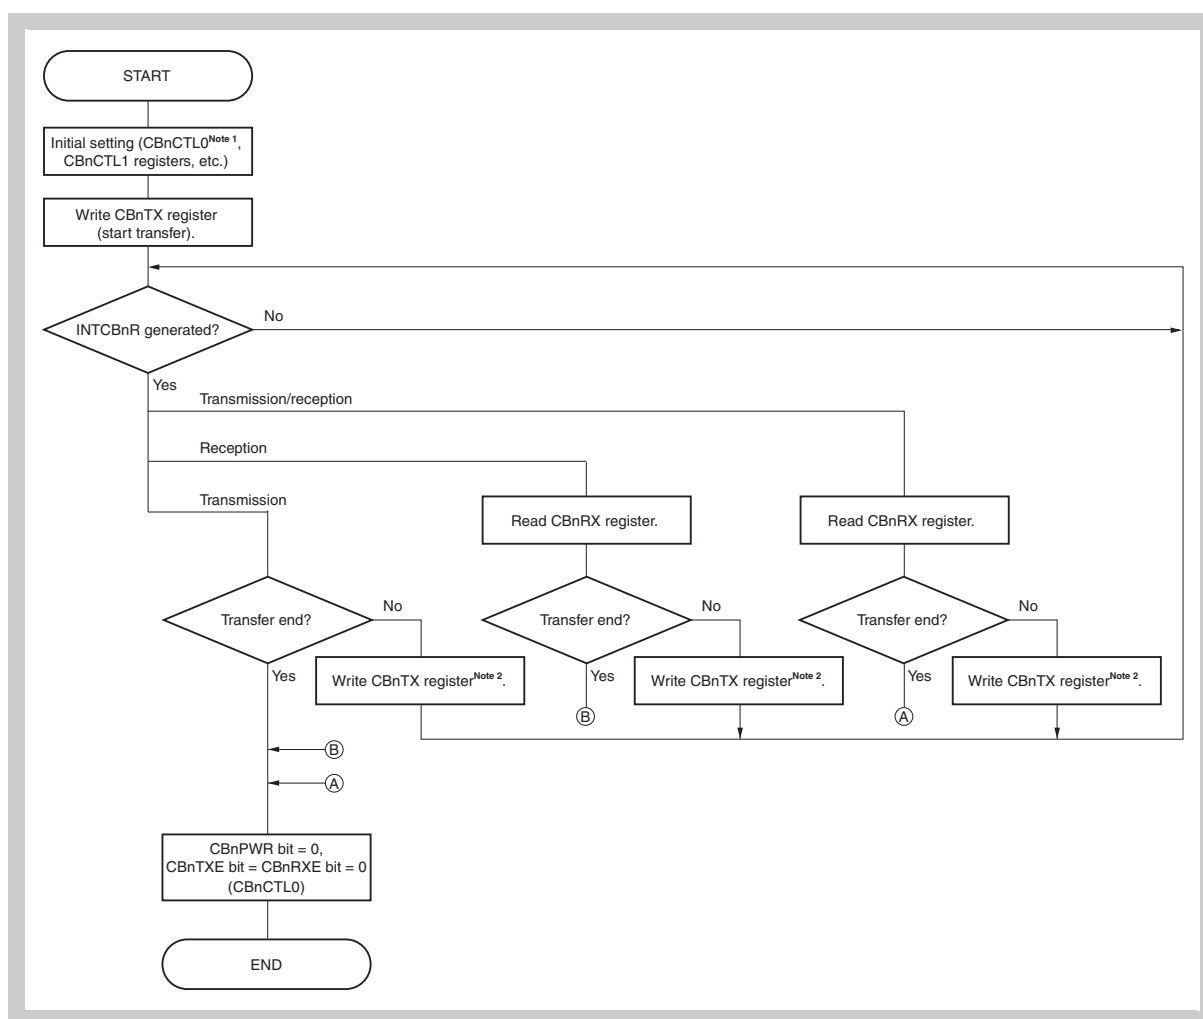 START
Initial setting (CBnCTL0Note 1,
CBnCTL1 registers, etc.)
Write CBnTX register
(start transfer).
INTCBnR generated?
No
Yes
Transmission/reception
Reception
Transmission
Read CBnRX register.
Read CBnRX register.
Transfer end?
No
Transfer end?
No
Transfer end?
No
Yes
Write CBnTX registerNote 2.
Yes
Write CBnTX registerNote 2.
Yes
Write CBnTX registerNote 2.
B
A
B
A
CBnPWR bit = 0,
CBnTXE bit = CBnRXE bit = 0
(CBnCTL0)
END